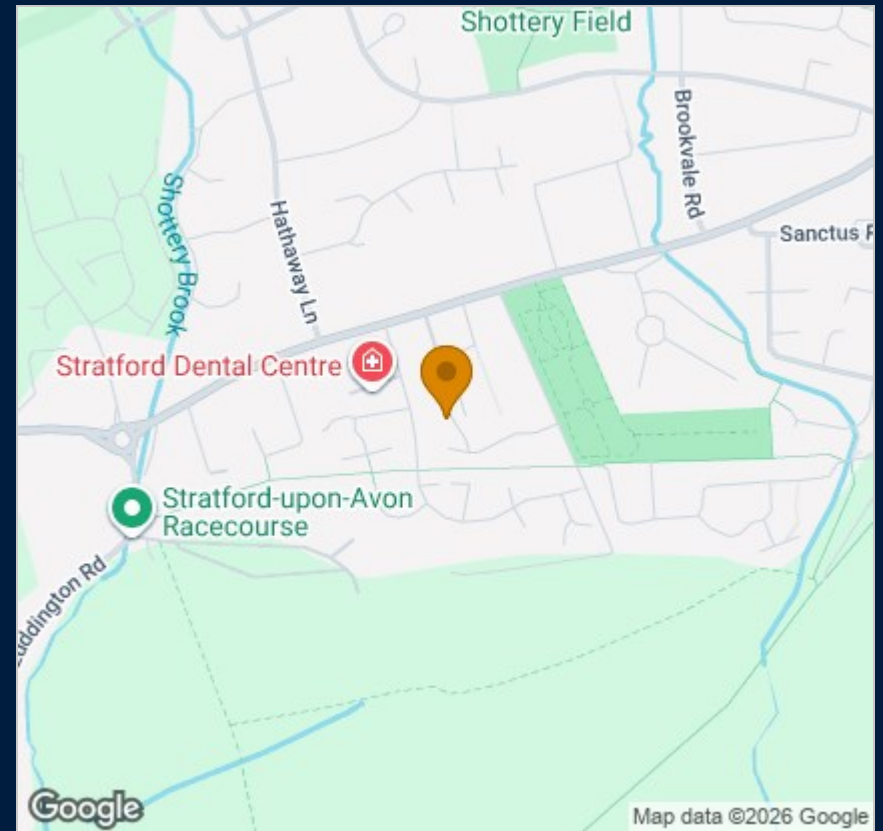 Shottery Field
Brookvale Rd
Shottery Brook
Hathaway Ln
Sanctus
Stratford Dental Centre
Stratford-upon-Avon
Racecourse
Luddington Rd
Google
Map data ©2026 Google